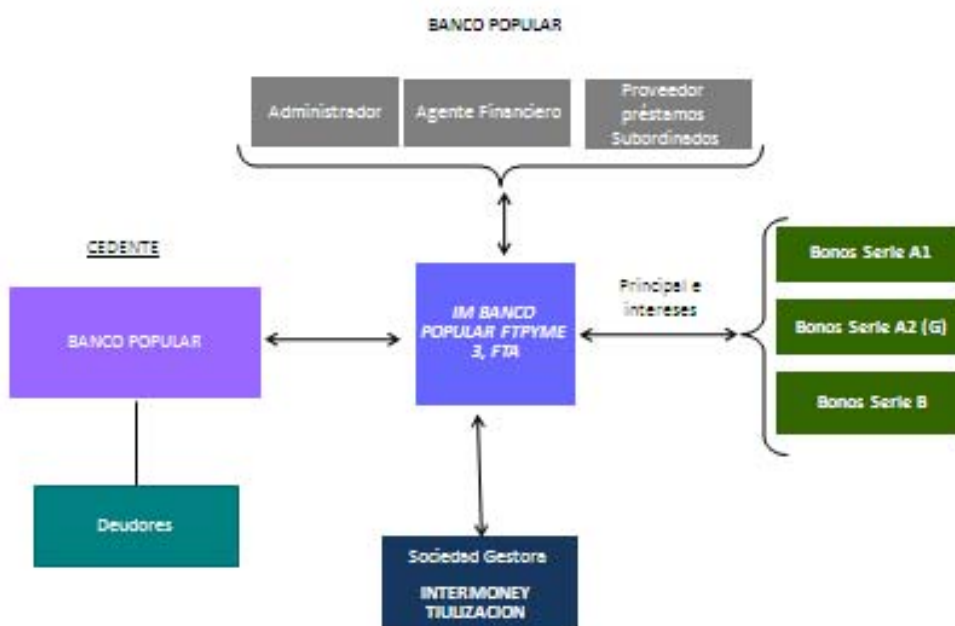 BANCO POPULAR
Administrador
Agente Financiero
Proveedor
préstamos
Subordinados
CEDENTE
BANCO POPULAR
Deudores
IM BANCO
POPULAR FTPYME
3, FTA
Principal e
intereses
Bonos Serie A1
Bonos Serie A2 (G)
Bonos Serie B
Sociedad Gestora
INTERMONEY
TIULIZACION